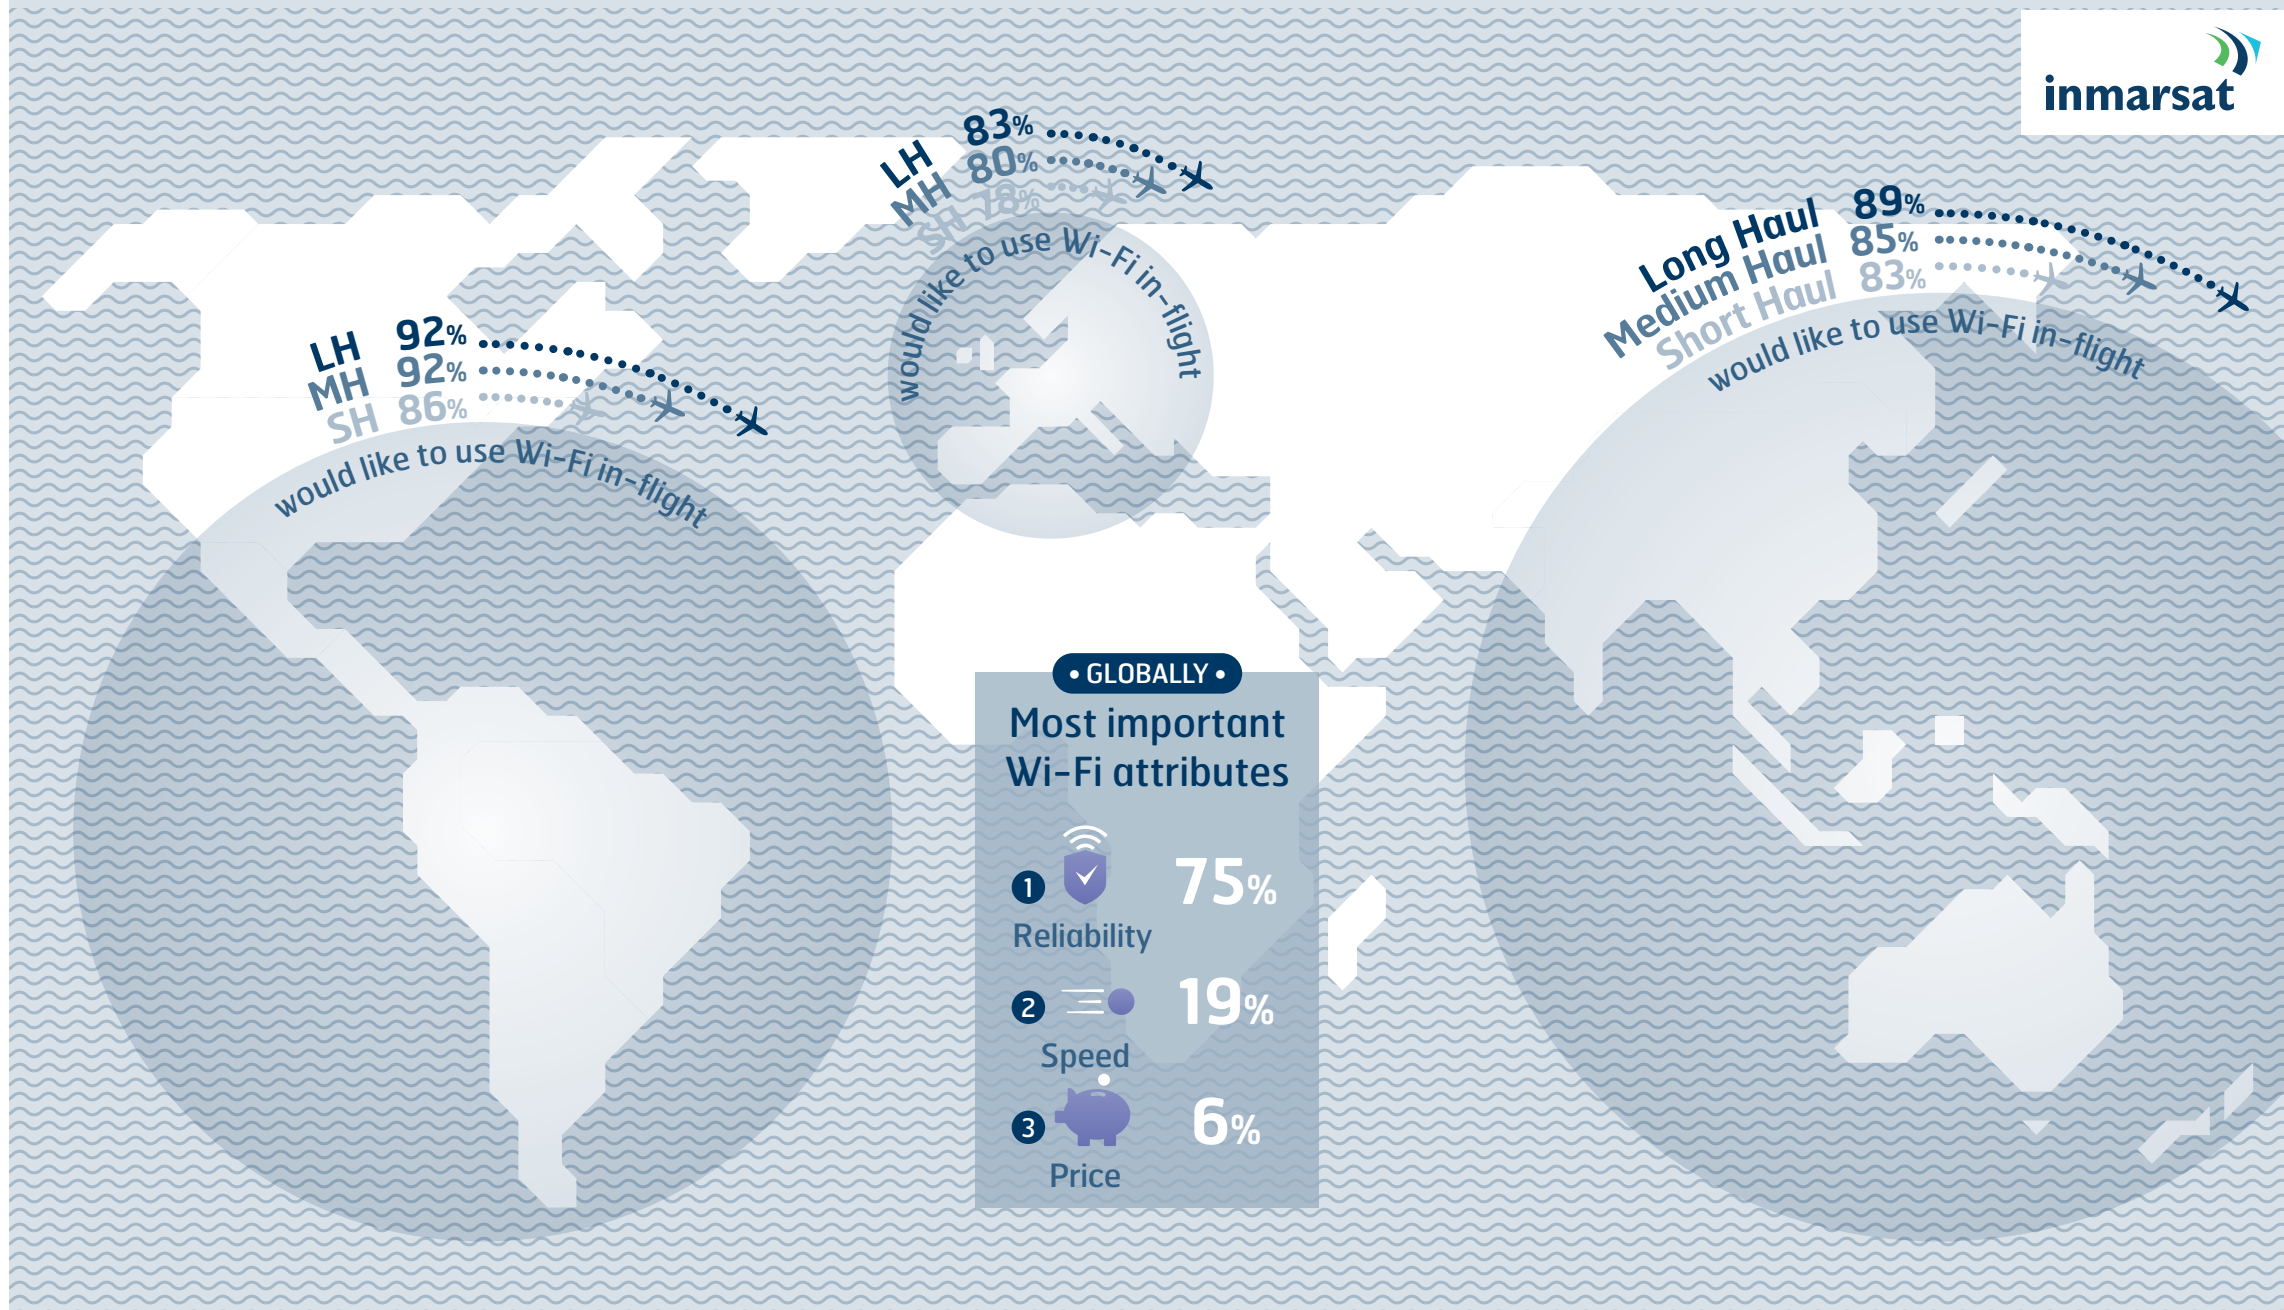 inmarsat
LH 83%
MH 80%
SH 78%
would like to use Wi-Fi in-flight
Long Haul 89%
Medium Haul 85%
Short Haul 83%
would like to use Wi-Fi in-flight
LH 92%
MH 92%
SH 86%
would like to use Wi-Fi in-flight
• GLOBALLY •
Most important
Wi-Fi attributes
1 75%
Reliability
2 19%
Speed
3 6%
Price